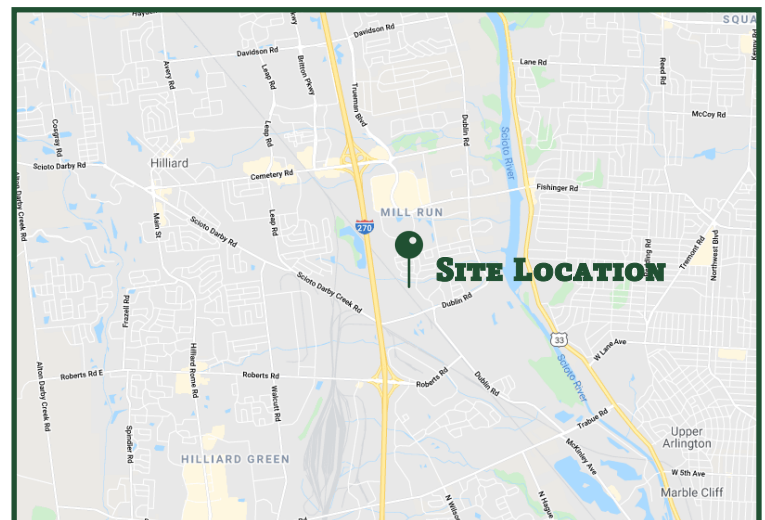 SQUA
Davidson Rd
Davidson Rd
Lane Rd
Reed Rd
Avery Rd
Leap Rd
Britton Pkwy
Trueman Blvd
McCoy Rd
Cosgray Rd
Leap Rd
Dublin Rd
Scioto River
Hilliard
Scioto Darby Rd
Cemetery Rd
Fishinger Rd
Alton Darby Creek Rd
Main St
Leap Rd
MILL RUN
270
Scioto Darby Rd
Tremont Rd
Northwest Blvd
SITE LOCATION
Scioto Darby Creek Rd
Dublin Rd
Frazell Rd
33
W Lane Ave
Alton Darby Creek Rd
Roberts Rd E
Hilliard Rome Rd
Roberts Rd
Walcutt Rd
Roberts Rd
Dublin Rd
Scioto River
Trabue Rd
Spindler Rd
Upper
Arlington
McKinley Ave
HILLIARD GREEN
W 5th Ave
Marble Cliff
N Hague